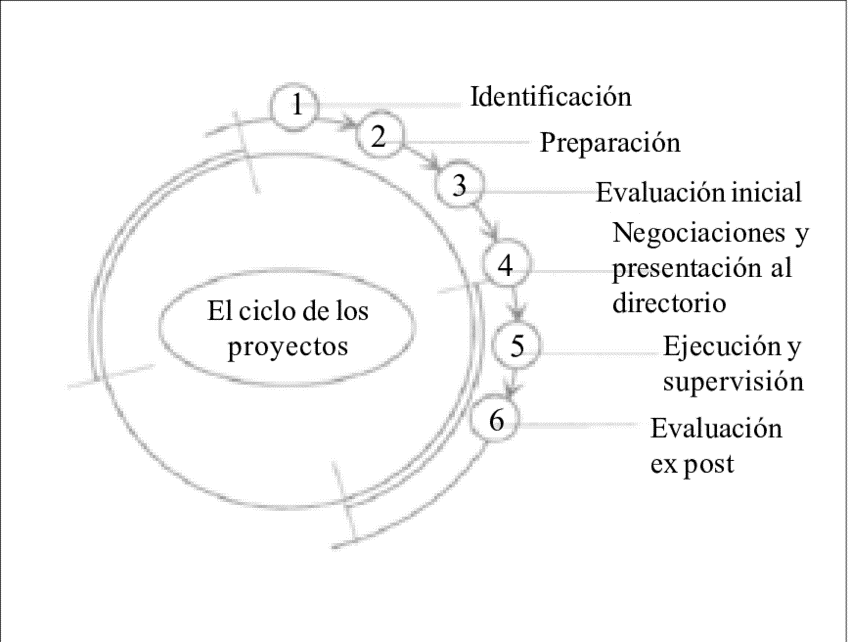 1
Identificación
2
Preparación
3
Evaluación inicial
4
Negociaciones y
presentación al
directorio
El ciclo de los
proyectos
5
Ejecución y
supervisión
6
Evaluación
ex post